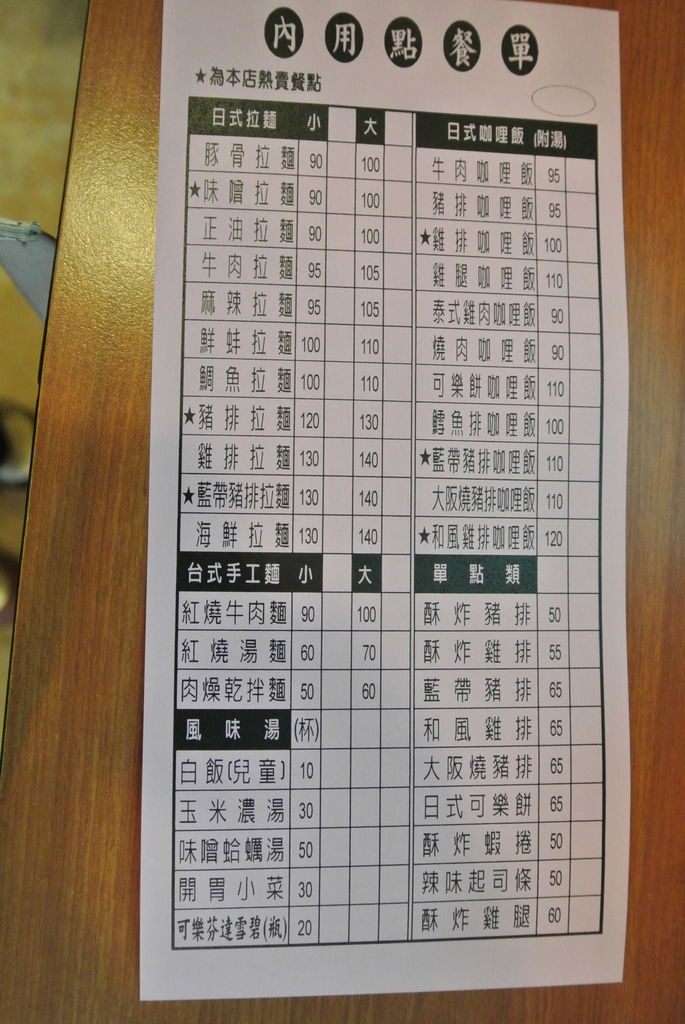 內用點餐單
★為本店熱賣餐點
日式拉麵 小 大
豚骨拉麵 90 100
★味噌拉麵 90 100
正油拉麵 90 100
牛肉拉麵 95 105
麻辣拉麵 95 105
鮮蚌拉麵 100 110
鯛魚拉麵 100 110
★豬排拉麵 120 130
雞排拉麵 130 140
★藍帶豬排拉麵 130 140
海鮮拉麵 130 140
台式手工麵 小 大
紅燒牛肉麵 90 100
紅燒湯麵 60 70
肉燥乾拌麵 50 60
風味湯 (杯)
白飯(兒童) 10
玉米濃湯 30
味噌蛤蠣湯 50
開胃小菜 30
可樂芬達雪碧(瓶) 20
日式咖哩飯 (附湯)
牛肉咖哩飯 95
豬排咖哩飯 95
★雞排咖哩飯 100
雞腿咖哩飯 110
泰式雞肉咖哩飯 90
燒肉咖哩飯 90
可樂餅咖哩飯 110
鱈魚排咖哩飯 100
★藍帶豬排咖哩飯 110
大阪燒豬排咖哩飯 110
★和風雞排咖哩飯 120
單點類
酥炸豬排 50
酥炸雞排 55
藍帶豬排 65
和風雞排 65
大阪燒豬排 65
日式可樂餅 65
酥炸蝦捲 50
辣味起司條 50
酥炸雞腿 60